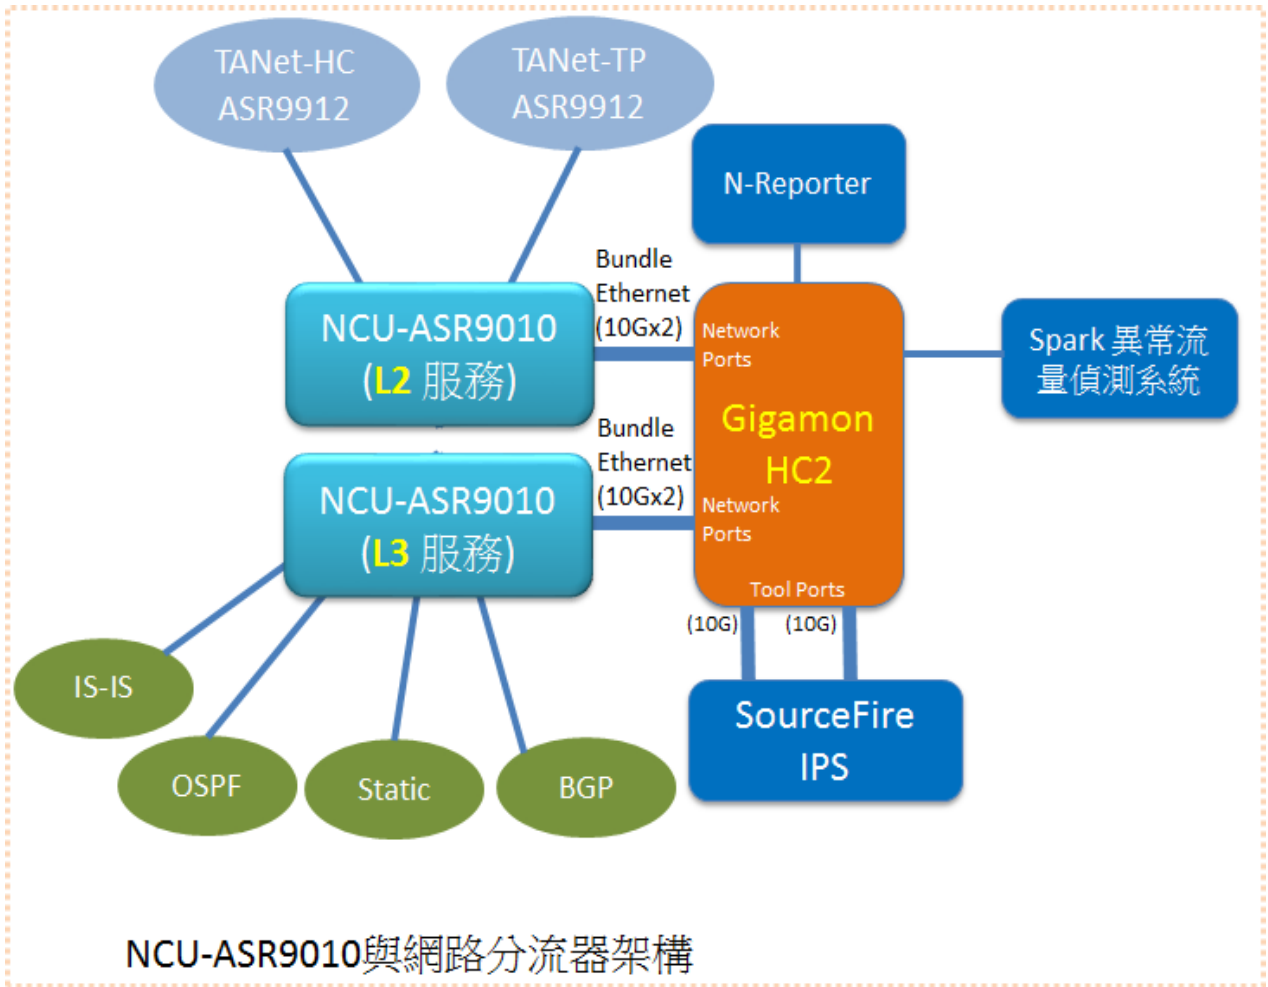 TANet-HC
ASR9912
TANet-TP
ASR9912
N-Reporter
Bundle
Ethernet
(10Gx2)
NCU-ASR9010
(L2 服務)
Network
Ports
Spark 異常流
量偵測系統
Gigamon
HC2
Bundle
Ethernet
(10Gx2)
NCU-ASR9010
(L3 服務)
Network
Ports
Tool Ports
(10G)
(10G)
IS-IS
OSPF
Static
BGP
SourceFire
IPS
NCU-ASR9010與網路分流器架構